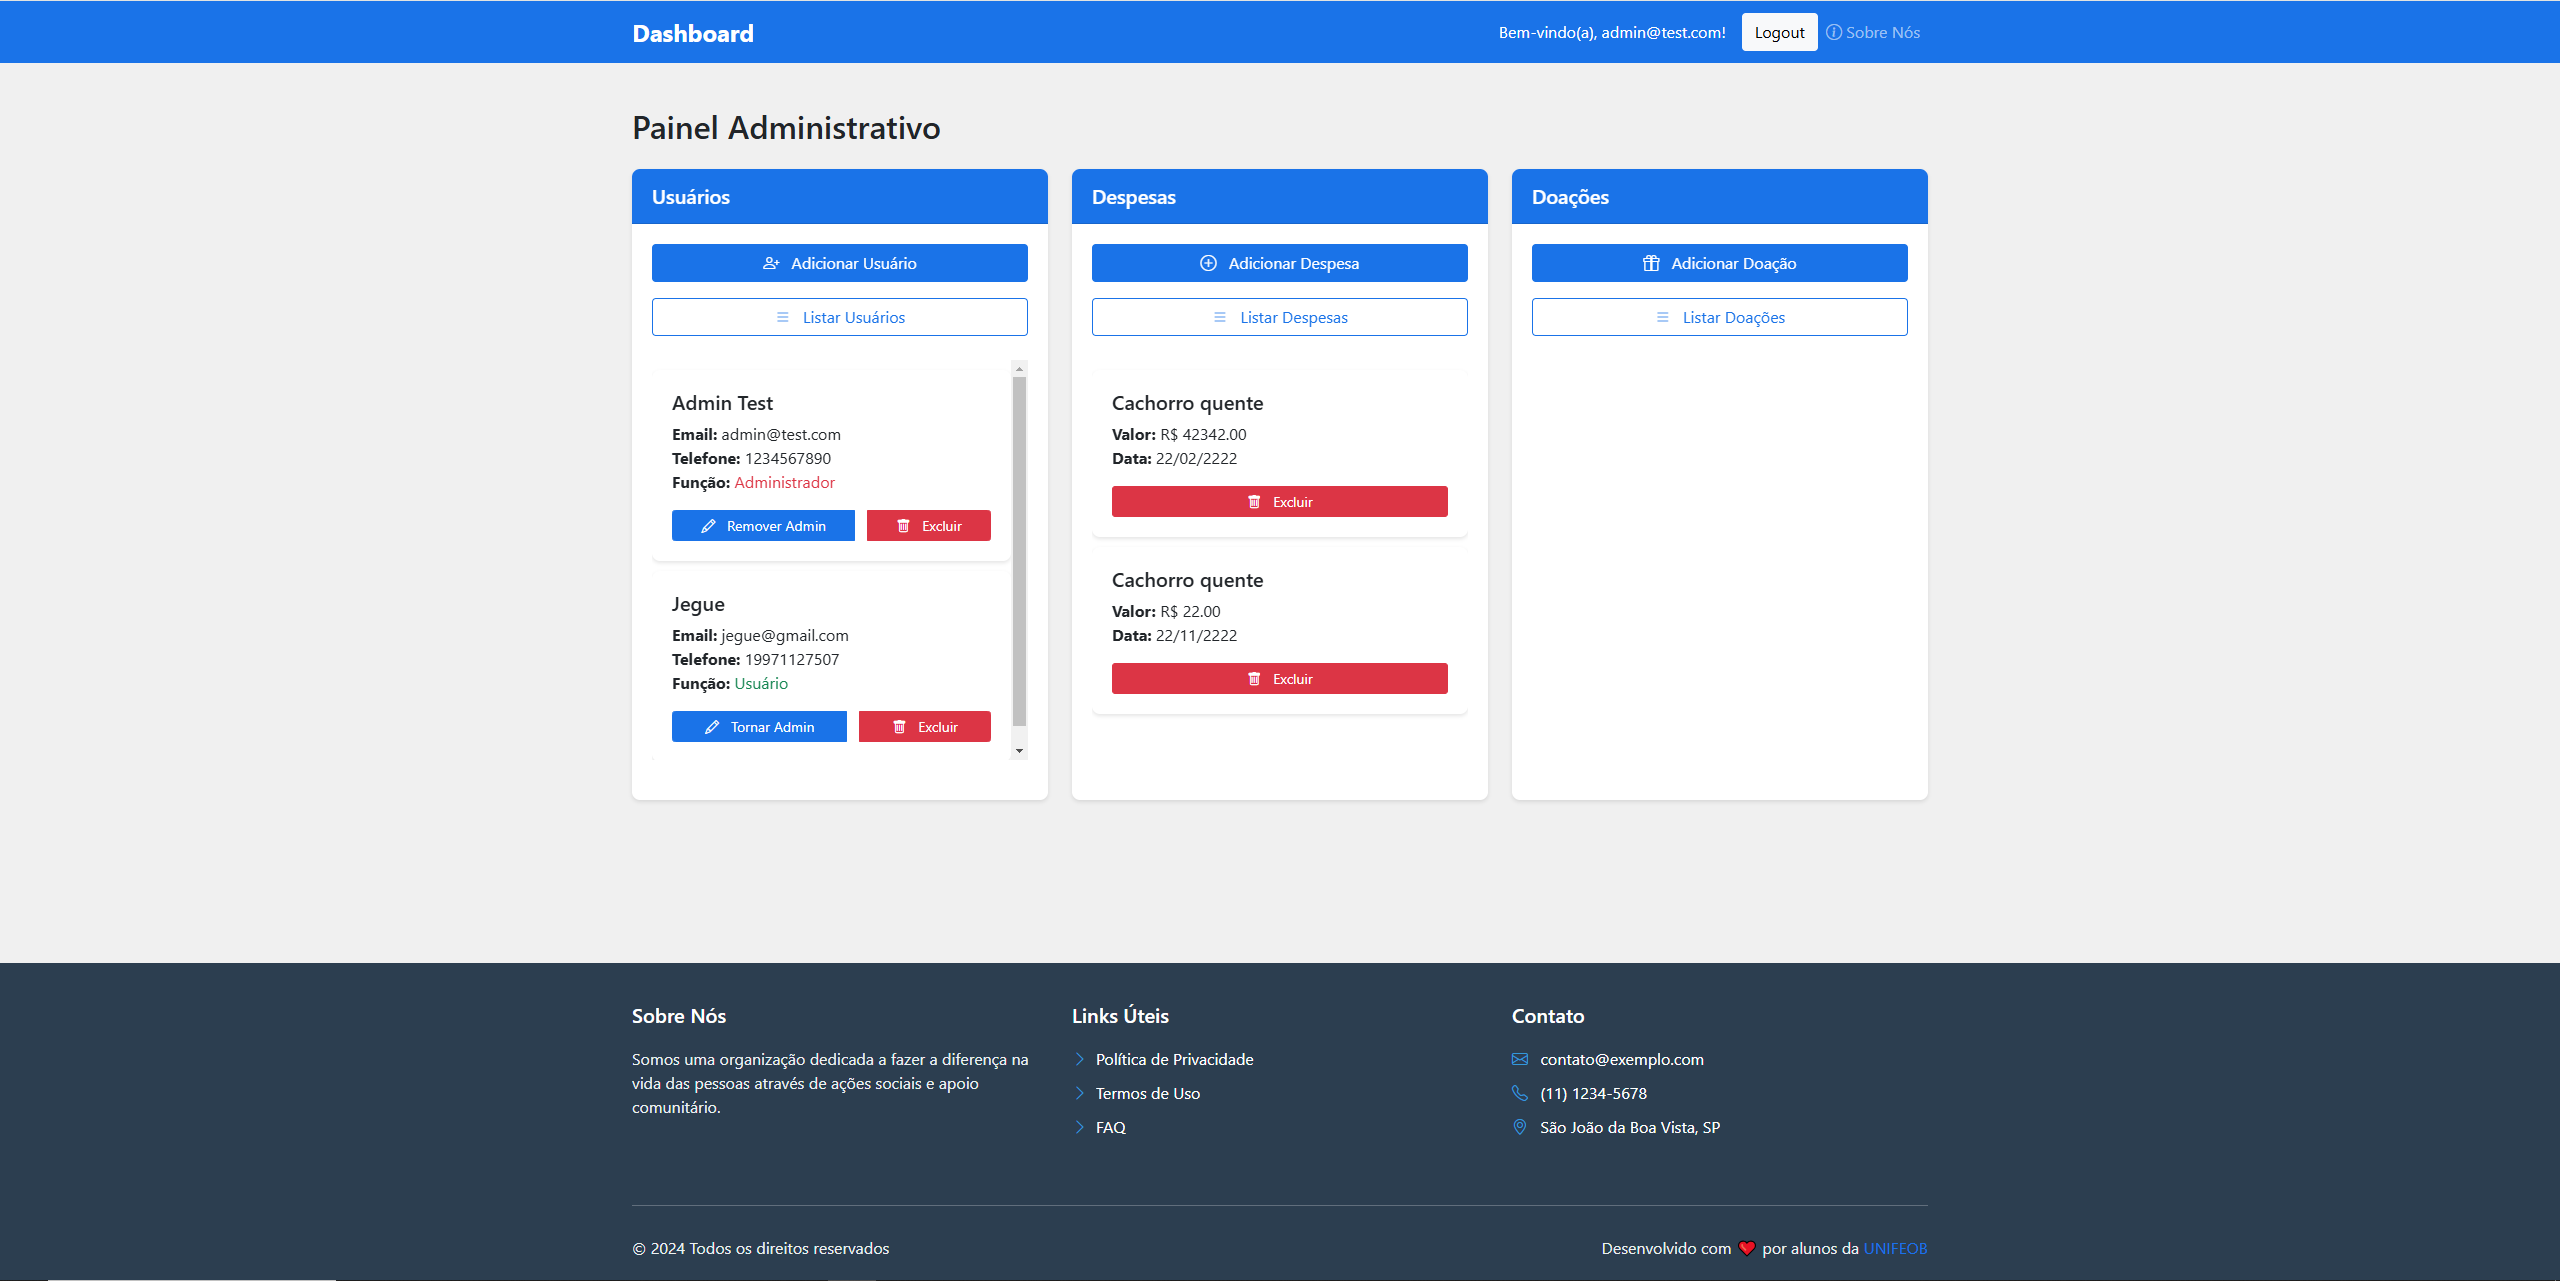 Dashboard
Bem-vindo(a), admin@test.com!
Logout
Sobre Nós
Painel Administrativo
Usuários
Adicionar Usuário
Listar Usuários
Admin Test
Email: admin@test.com
Telefone: 1234567890
Função: Administrador
Remover Admin
Excluir
Jegue
Email: jegue@gmail.com
Telefone: 19971127507
Função: Usuário
Tornar Admin
Excluir
Despesas
Adicionar Despesa
Listar Despesas
Cachorro quente
Valor: R$ 42342.00
Data: 22/02/2222
Excluir
Cachorro quente
Valor: R$ 22.00
Data: 22/11/2222
Excluir
Doações
Adicionar Doação
Listar Doações
Sobre Nós
Somos uma organização dedicada a fazer a diferença na
vida das pessoas através de ações sociais e apoio
comunitário.
Links Úteis
Política de Privacidade
Termos de Uso
FAQ
Contato
contato@exemplo.com
(11) 1234-5678
São João da Boa Vista, SP
© 2024 Todos os direitos reservados
Desenvolvido com ❤ por alunos da UNIFEOB